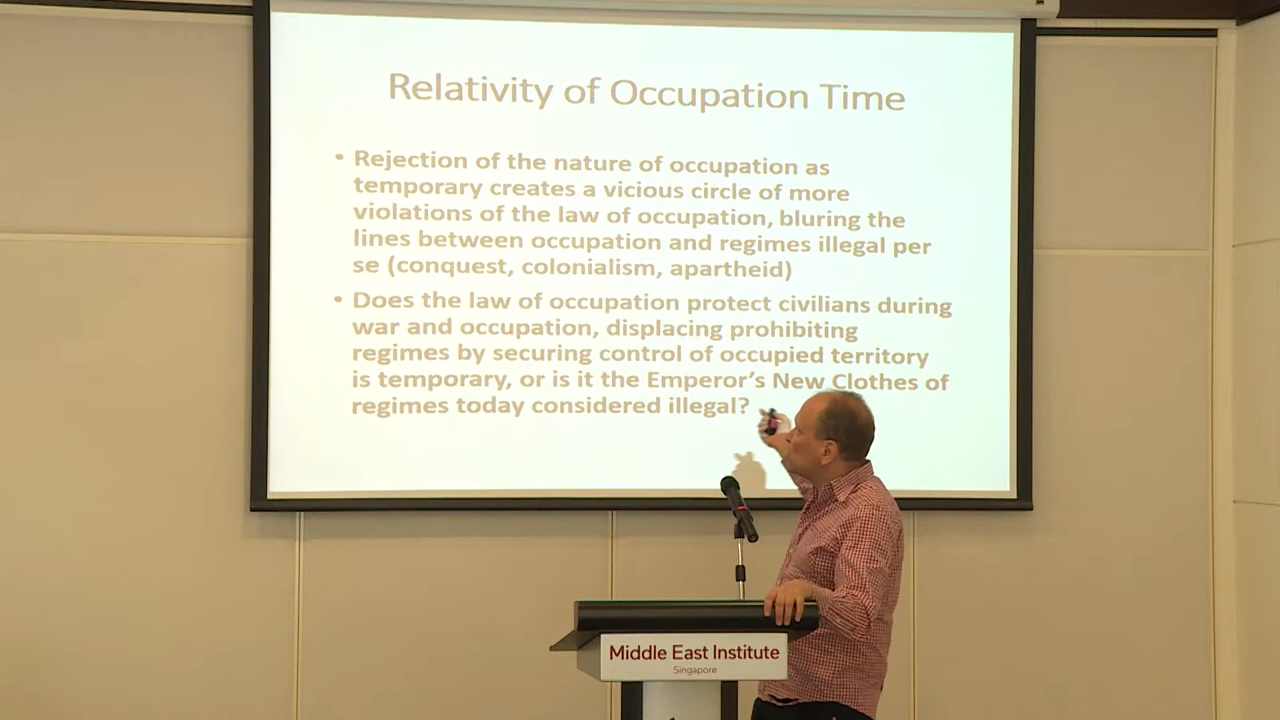 Relativity of Occupation Time
• Rejection of the nature of occupation as
temporary creates a vicious circle of more
violations of the law of occupation, bluring the
lines between occupation and regimes illegal per
se (conquest, colonialism, apartheid)
• Does the law of occupation protect civilians during
war and occupation, displacing prohibiting
regimes by securing control of occupied territory
is temporary, or is it the Emperor's New Clothes of
regimes today considered illegal?
Middle East Institute
Singapore